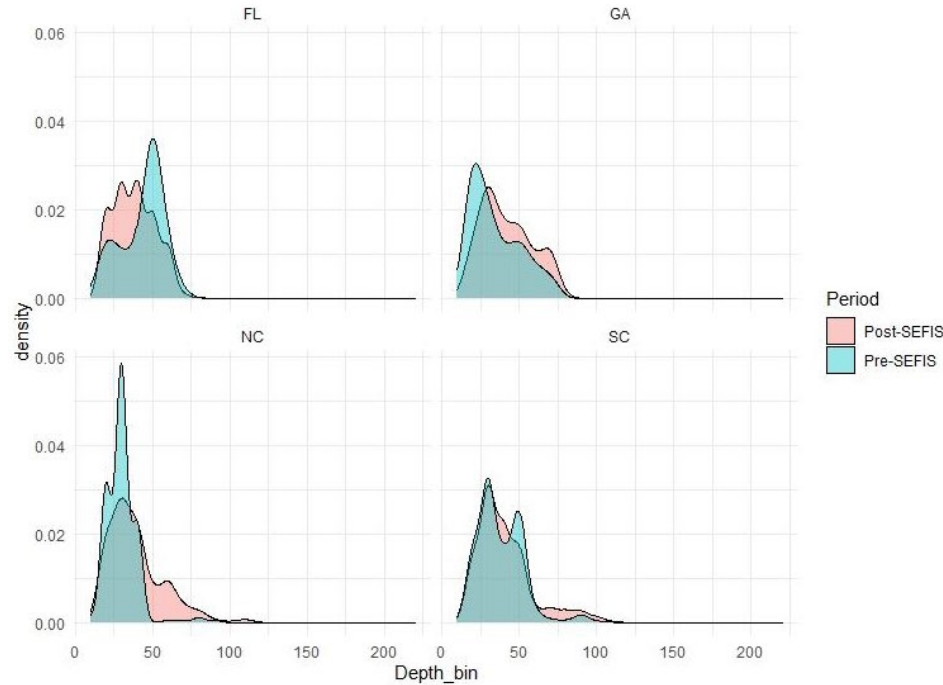 FL GA
0.06
0.04
0.02
0.00
density
NC SC
0.06
0.04
0.02
0.00
0 50 100 150 200 0 50 100 150 200
Depth_bin
Period
Post-SEFIS
Pre-SEFIS